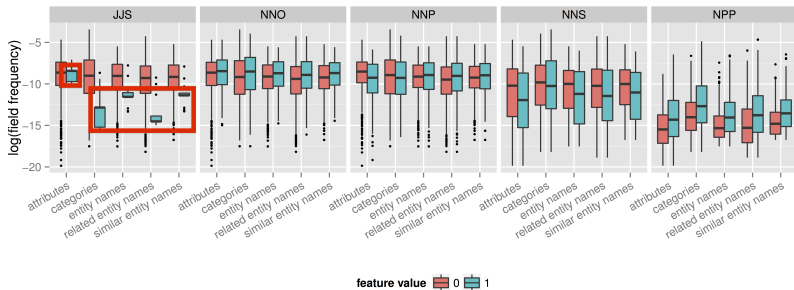 JJS NNO NNP NNS NPP
log(field frequency)
−5
−10
−15
−20
attributes categories entity names related entity names similar entity names
attributes categories entity names related entity names similar entity names
attributes categories entity names related entity names similar entity names
attributes categories entity names related entity names similar entity names
attributes categories entity names related entity names similar entity names
feature value 0 1